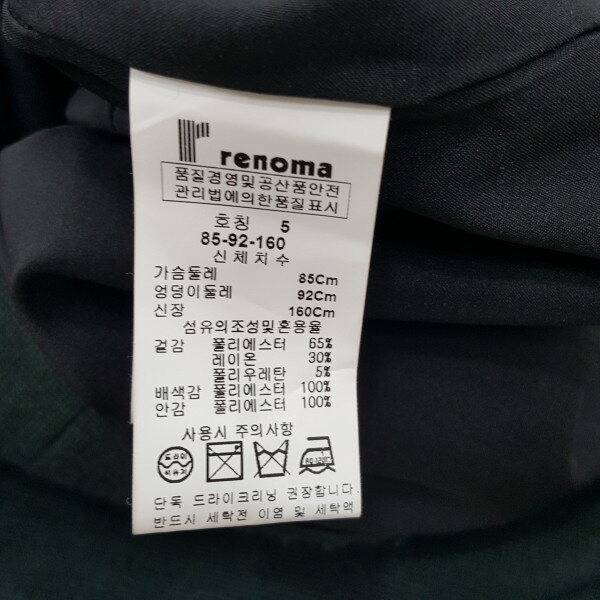 renoma
품질경영및공산품안전
관리법에의한품질표시
호칭 5
85-92-160
신체치수
가슴둘레 85Cm
엉덩이둘레 92Cm
신장 160Cm
섬유의조성및혼용율
겉감 폴리에스터 65%
레이온 30%
폴리우레탄 5%
배색감 폴리에스터 100%
안감 폴리에스터 100%
사용시 주의사항
드라이
단독 드라이크리닝 권장합니다.
반드시 세탁전 이염 및 세탁액